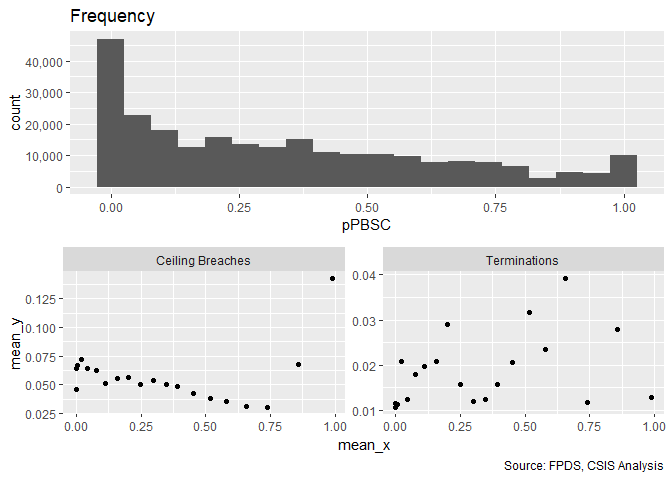 Frequency
count
40,000
30,000
20,000
10,000
0
0.00 0.25 0.50 0.75 1.00
pPBSC
Ceiling Breaches
Terminations
mean_y
0.125
0.100
0.075
0.050
0.025
0.00 0.25 0.50 0.75 1.00
0.04
0.03
0.02
0.01
0.00 0.25 0.50 0.75 1.00
mean_x
Source: FPDS, CSIS Analysis